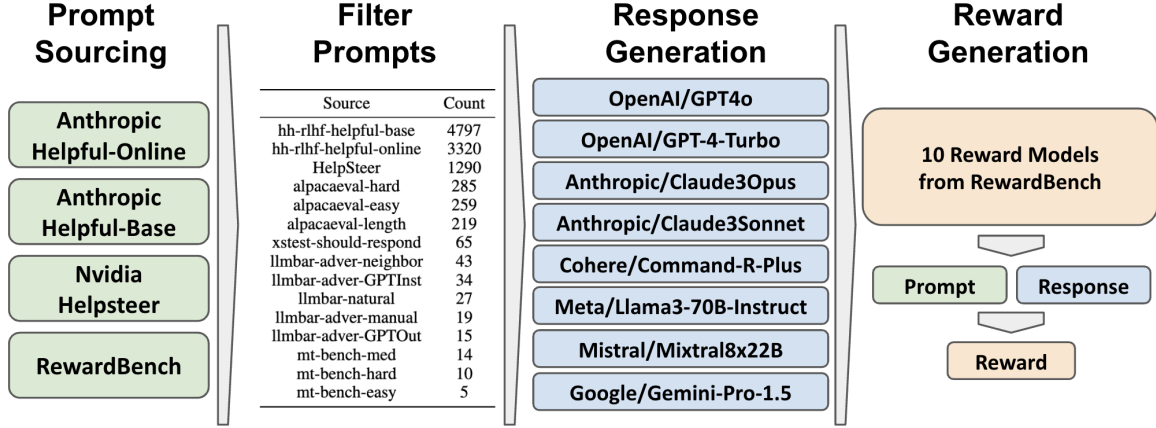 Prompt
Sourcing
Anthropic
Helpful-Online
Anthropic
Helpful-Base
Nvidia
Helpsteer
RewardBench
Filter
Prompts
Source Count
hh-rlhf-helpful-base 4797
hh-rlhf-helpful-online 3320
HelpSteer 1290
alpacaeval-hard 285
alpacaeval-easy 259
alpacaeval-length 219
xstest-should-respond 65
llmbar-adver-neighbor 43
llmbar-adver-GPTInst 34
llmbar-natural 27
llmbar-adver-manual 19
llmbar-adver-GPTOut 15
mt-bench-med 14
mt-bench-hard 10
mt-bench-easy 5
Response
Generation
OpenAI/GPT4o
OpenAI/GPT-4-Turbo
Anthropic/Claude3Opus
Anthropic/Claude3Sonnet
Cohere/Command-R-Plus
Meta/Llama3-70B-Instruct
Mistral/Mixtral8x22B
Google/Gemini-Pro-1.5
Reward
Generation
10 Reward Models
from RewardBench
Prompt Response
Reward